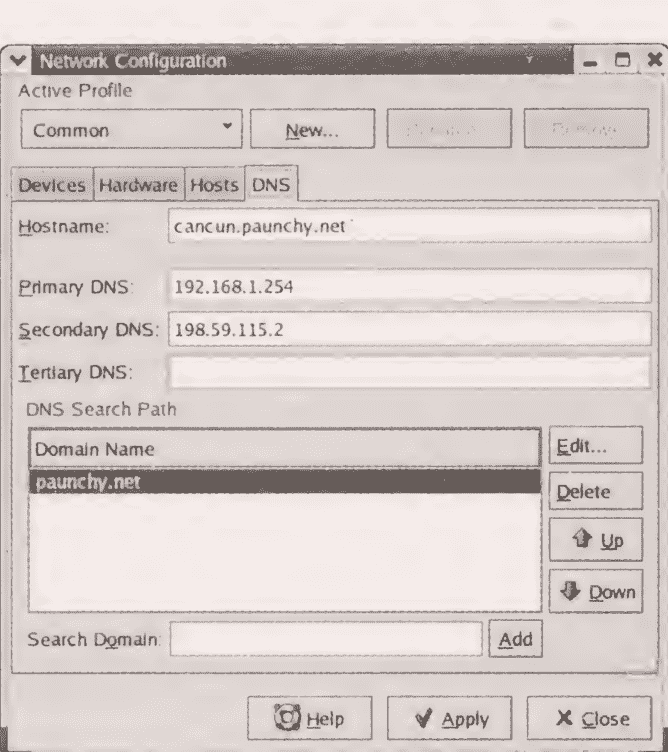 Network Configuration
Active Profile
Common
New...
Devices Hardware Hosts DNS
Hostname: cancun.paunchy.net
Primary DNS: 192.168.1.254
Secondary DNS: 198.59.115.2
Tertiary DNS:
DNS Search Path
Domain Name
paunchy.net
Edit...
Delete
Up
Down
Search Domain:
Add
Help Apply Close